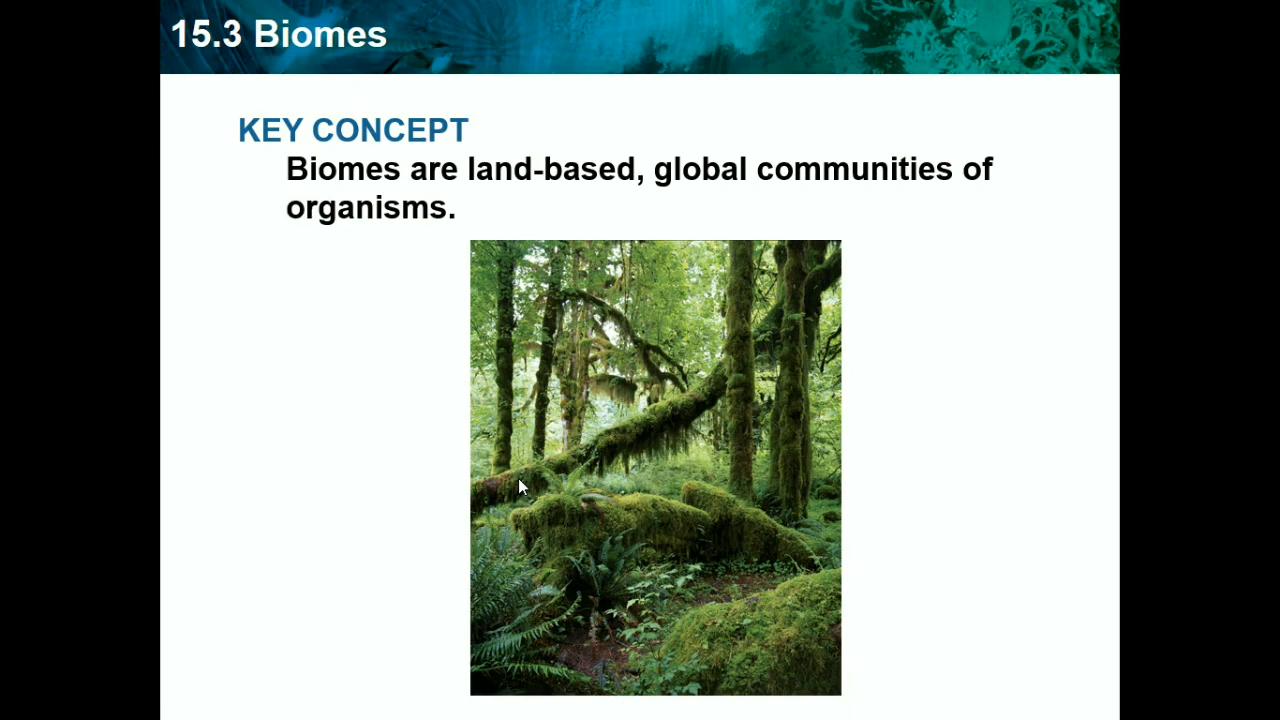 15.3 Biomes
KEY CONCEPT
Biomes are land-based, global communities of
organisms.